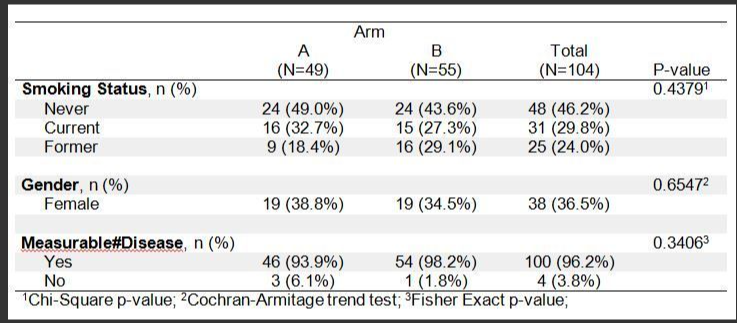 Arm
A B Total
(N=49) (N=55) (N=104) P-value
Smoking Status, n (%) 0.4379¹
Never 24 (49.0%) 24 (43.6%) 48 (46.2%)
Current 16 (32.7%) 15 (27.3%) 31 (29.8%)
Former 9 (18.4%) 16 (29.1%) 25 (24.0%)
Gender, n (%) 0.6547²
Female 19 (38.8%) 19 (34.5%) 38 (36.5%)
Measurable#Disease, n (%) 0.3406³
Yes 46 (93.9%) 54 (98.2%) 100 (96.2%)
No 3 (6.1%) 1 (1.8%) 4 (3.8%)
¹Chi-Square p-value; ²Cochran-Armitage trend test; ³Fisher Exact p-value;